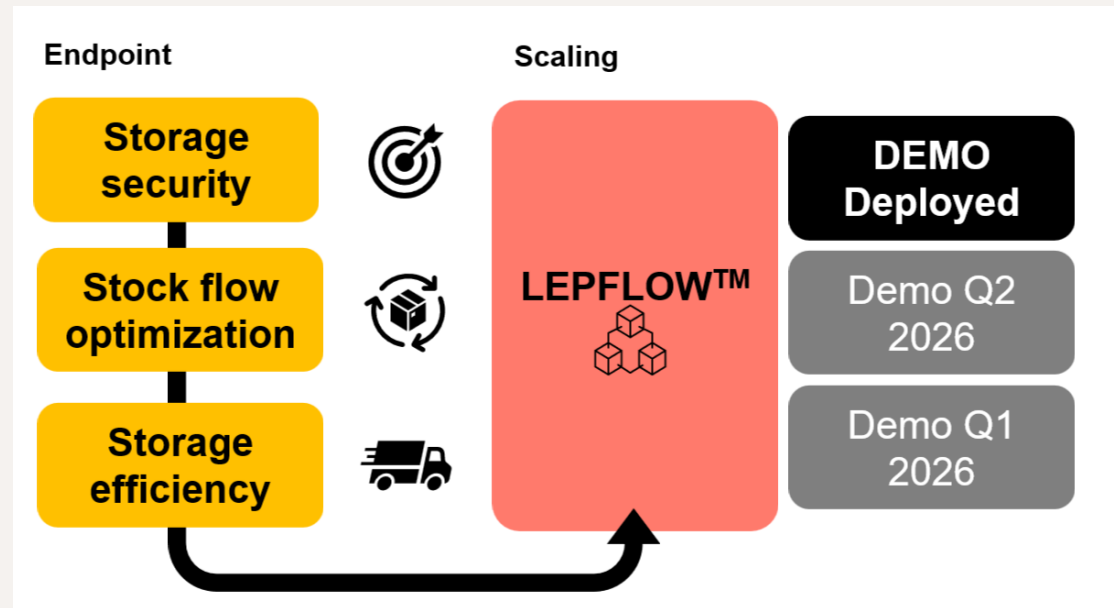 Endpoint
Scaling
Storage
security
Stock flow
optimization
Storage
efficiency
LEPFLOW™
DEMO
Deployed
Demo Q2
2026
Demo Q1
2026